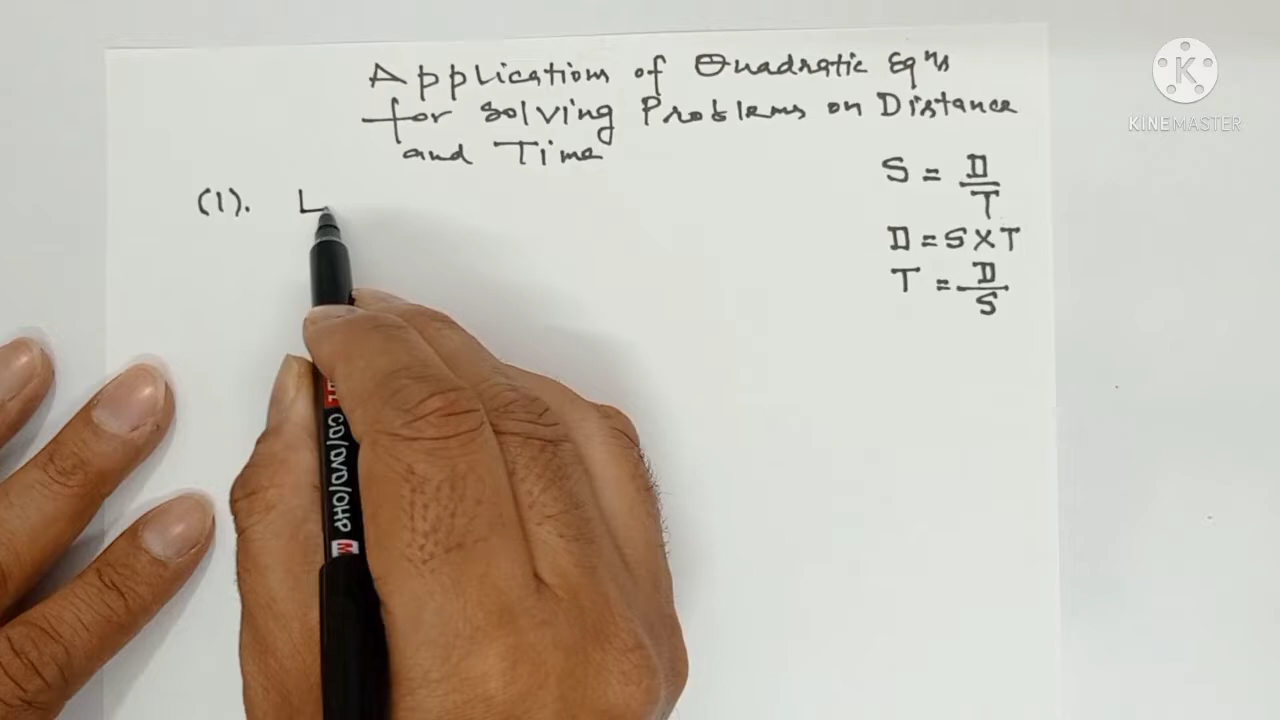 Application of Quadratic Eqns
for solving Problems on Distance
and Time
S = D/T
D = S X T
T = D/S
(1). L
CD/DVD/OHP M
K
KINEMASTER